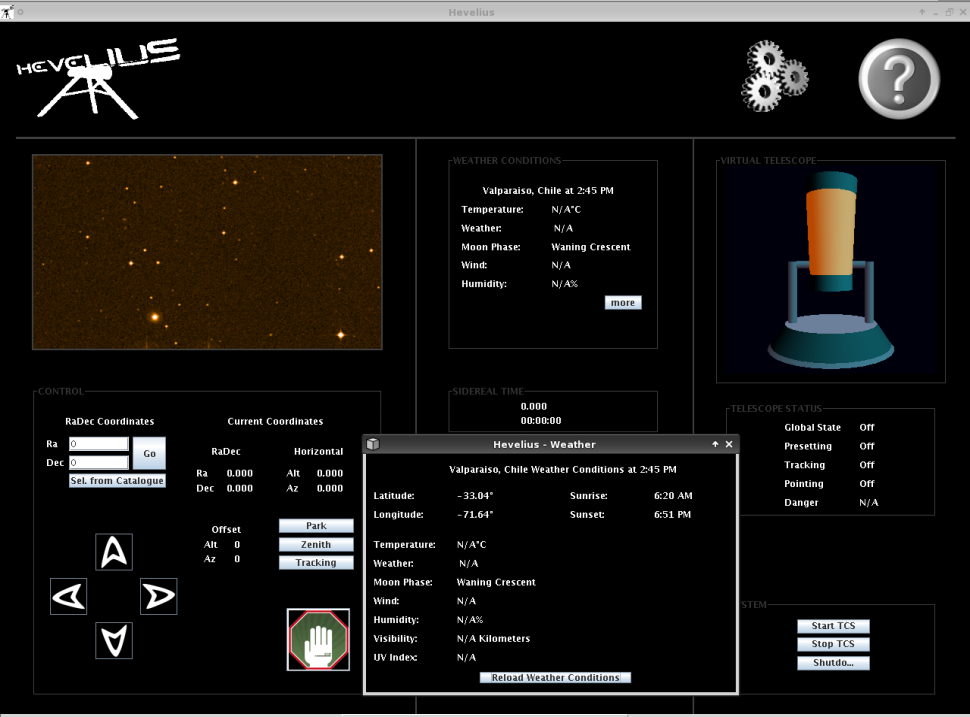 Hevelius
HEVELIUS
WEATHER CONDITIONS
Valparaiso, Chile at 2:45 PM
Temperature: N/A°C
Weather: N/A
Moon Phase: Waning Crescent
Wind: N/A
Humidity: N/A%
more
VIRTUAL TELESCOPE
CONTROL
RaDec Coordinates
Ra 0
Dec 0
Go
Sel. from Catalogue
Current Coordinates
RaDec Horizontal
Ra 0.000 Alt 0.000
Dec 0.000 Az 0.000
Offset
Alt 0
Az 0
Park
Zenith
Tracking
SIDEREAL TIME
0.000
00:00:00
TELESCOPE STATUS
Global State Off
Presetting Off
Tracking Off
Pointing Off
Danger N/A
Hevelius - Weather
Valparaiso, Chile Weather Conditions at 2:45 PM
Latitude: -33.04° Sunrise: 6:20 AM
Longitude: -71.64° Sunset: 6:51 PM
Temperature: N/A°C
Weather: N/A
Moon Phase: Waning Crescent
Wind: N/A
Humidity: N/A%
Visibility: N/A Kilometers
UV Index: N/A
Reload Weather Conditions
STEM
Start TCS
Stop TCS
Shutdo...